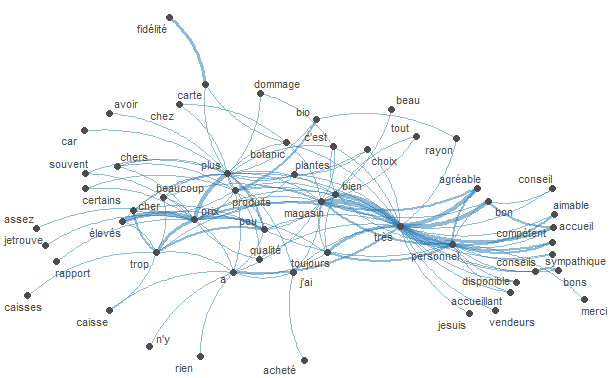 fidélité
carte
dommage
avoir
chez
bio
beau
car
c'est
tout
rayon
souvent
chers
plus
botanic
plantes
choix
certains
beaucoup
produits
bien
agréable
conseil
cher
prix
magasin
bon
aimable
assez
élevés
peu
très
compétent
accueil
jetrouve
rapport
trop
qualité
toujours
personnel
conseils
sympathique
caisses
a
j'ai
disponible
bons
caisse
accueillant
merci
n'y
jesuis
vendeurs
rien
acheté